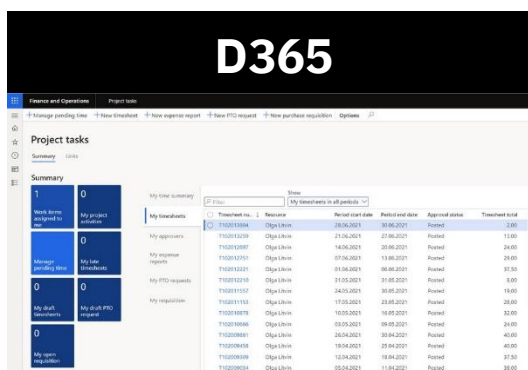 D365
Finance and Operations Project tasks
Manage pending time New timesheet New expense report New PTO request New purchase requisition Options
Project tasks
Summary Links
Summary
1
Work items assigned to me
0
My project activities
Manage pending time
0
My late timesheets
0
My draft timesheets
0
My draft PTO request
0
My open requisition
My time summary
My timesheets
My approvers
My expense reports
My PTO requests
My requisition
Filter
Show
My timesheets in all periods
Timesheet nu... Resource Period start date Period end date Approval status Timesheet total
T102013304 Olga Litvin 28.06.2021 30.06.2021 Posted 2,00
T102013259 Olga Litvin 21.06.2021 27.06.2021 Posted 13,00
Olga Litvin 14.06.2021 20.06.2021 Posted 24,00
T102012751 Olga Litvin 07.06.2021 13.06.2021 Posted
Olga Litvin 01.06.2021 06.06.2021 Posted 37,50
T102012210 Olga Litvin 31.05.2021 31.05.2021 Posted 8,00
Olga Litvin 24.05.2021 30.05.2021 Posted
T102011153 Olga Litvin 17.05.2021 23.05.2021 Posted
T102010879 Olga Litvin 10.05.2021 16.05.2021 Posted 32,00
Olga Litvin 03.05.2021 09.05.2021 Posted 24,00
Olga Litvin 26.04.2021 30.04.2021 Posted 40,00
T102009458 Olga Litvin 19.04.2021 25.04.2021 Posted 40,00
T102009309 Olga Litvin 12.04.2021 18.04.2021 Posted 37,50
T102009034 Olga Litvin 05.04.2021 11.04.2021 Posted 38,00